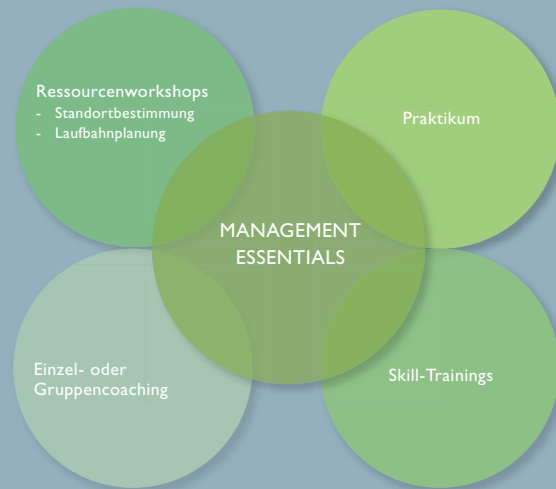 Ressourcenworkshops
- Standortbestimmung
- Laufbahnplanung
Praktikum
MANAGEMENT
ESSENTIALS
Einzel- oder
Gruppencoaching
Skill-Trainings